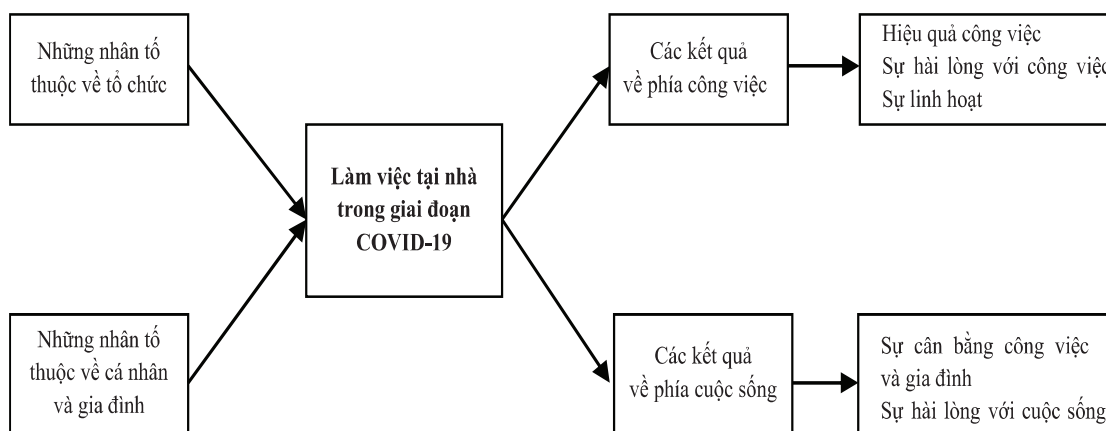 Những nhân tố
thuộc về tổ chức
Những nhân tố
thuộc về cá nhân
và gia đình
Làm việc tại nhà
trong giai đoạn
COVID-19
Các kết quả
về phía công việc
Các kết quả
về phía cuộc sống
Hiệu quả công việc
Sự hài lòng với công việc
Sự linh hoạt
Sự cân bằng công việc
và gia đình
Sự hài lòng với cuộc sống